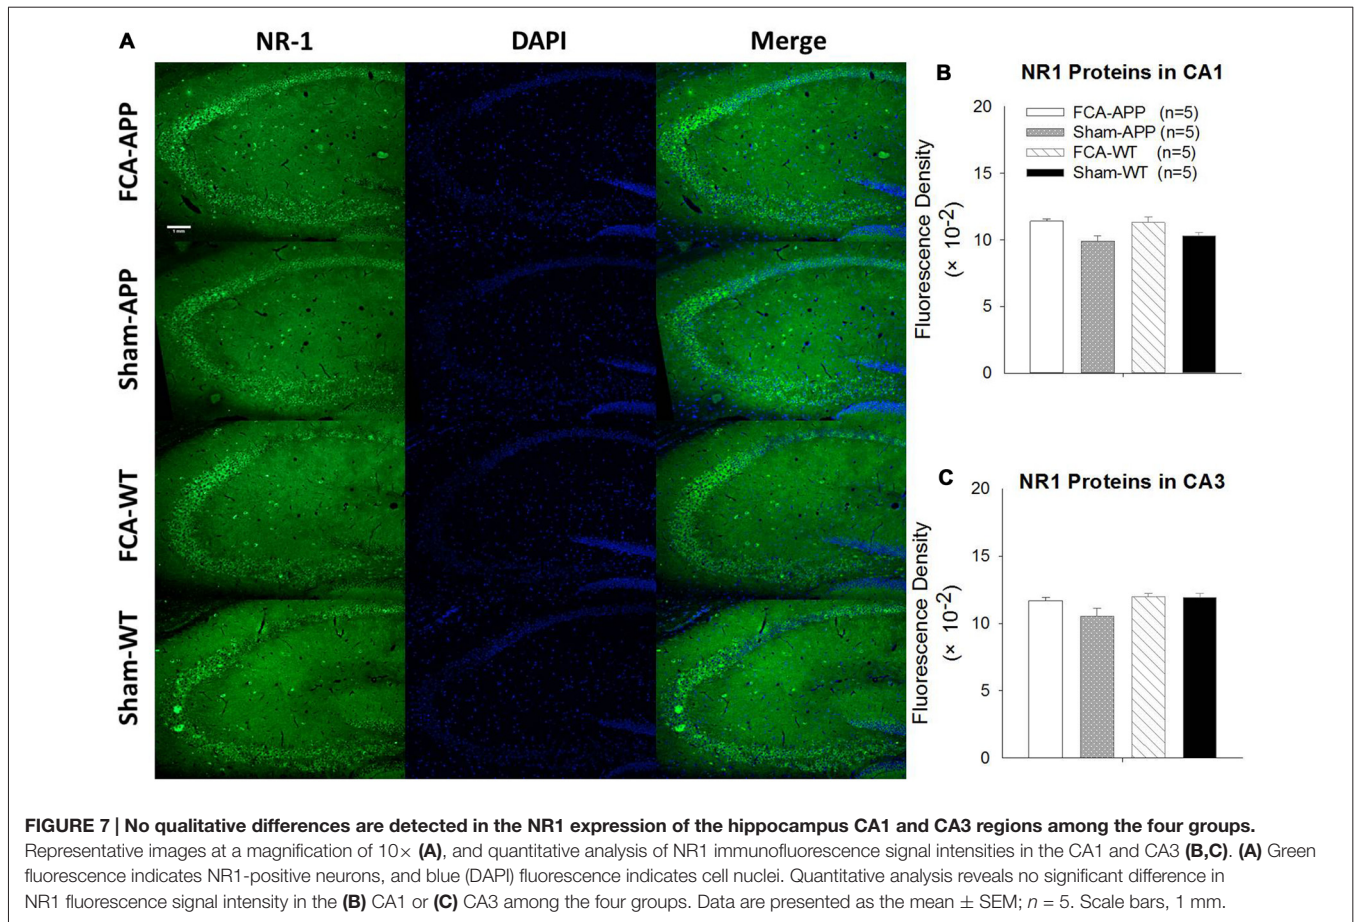 A
NR-1 DAPI Merge
FCA-APP
Sham-APP
FCA-WT
Sham-WT
1 mm
B
NR1 Proteins in CA1
Fluorescence Density
(× 10-2)
20
15
10
5
0
FCA-APP (n=5)
Sham-APP (n=5)
FCA-WT (n=5)
Sham-WT (n=5)
C
NR1 Proteins in CA3
Fluorescence Density
(× 10-2)
20
15
10
5
0
FIGURE 7 | No qualitative differences are detected in the NR1 expression of the hippocampus CA1 and CA3 regions among the four groups.
Representative images at a magnification of 10× (A), and quantitative analysis of NR1 immunofluorescence signal intensities in the CA1 and CA3 (B,C). (A) Green
fluorescence indicates NR1-positive neurons, and blue (DAPI) fluorescence indicates cell nuclei. Quantitative analysis reveals no significant difference in
NR1 fluorescence signal intensity in the (B) CA1 or (C) CA3 among the four groups. Data are presented as the mean ± SEM; n = 5. Scale bars, 1 mm.